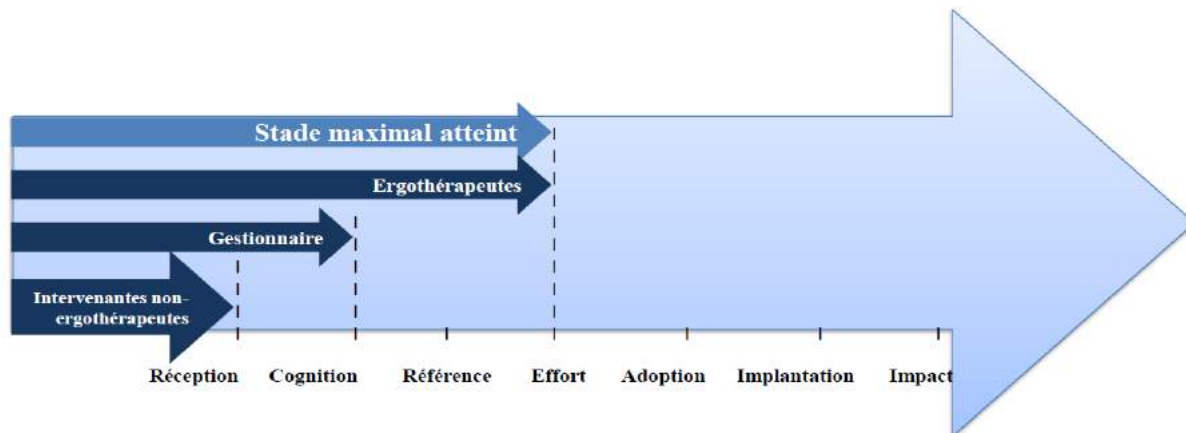 Stade maximal atteint
Ergothérapeutes
Gestionnaire
Intervenantes non-
ergothérapeutes
Réception Cognition Référence Effort Adoption Implantation Impact